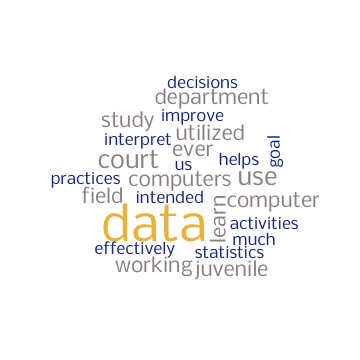 decisions
department
improve
study
utilized
interpret
ever
goal
court
us
helps
practices
computers
use
field
intended
learn
computer
data
activities
much
effectively
statistics
working
juvenile